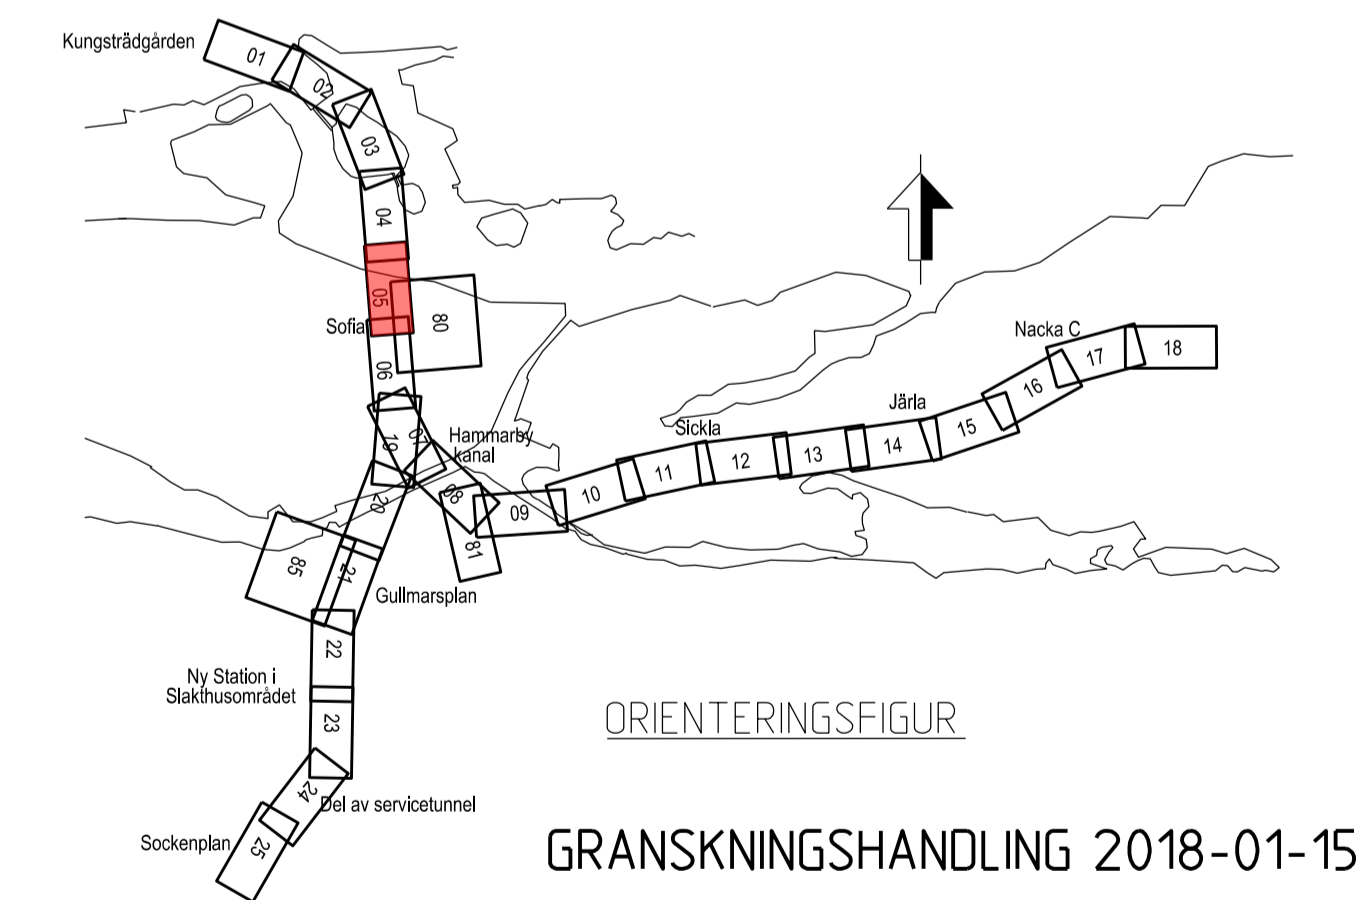 Kungsträdgården
01
02
03
04
05
Sofia
80
06
07
19
Hammarby
kanal
08
09
81
10
11
Sickla
12
13
Järla
14
15
16
Nacka C
17
18
20
85
21
Gullmarsplan
22
Ny Station i
Slakthusområdet
23
24
Del av servicetunnel
Sockenplan
25
ORIENTERINGSFIGUR
GRANSKNINGSHANDLING 2018-01-15